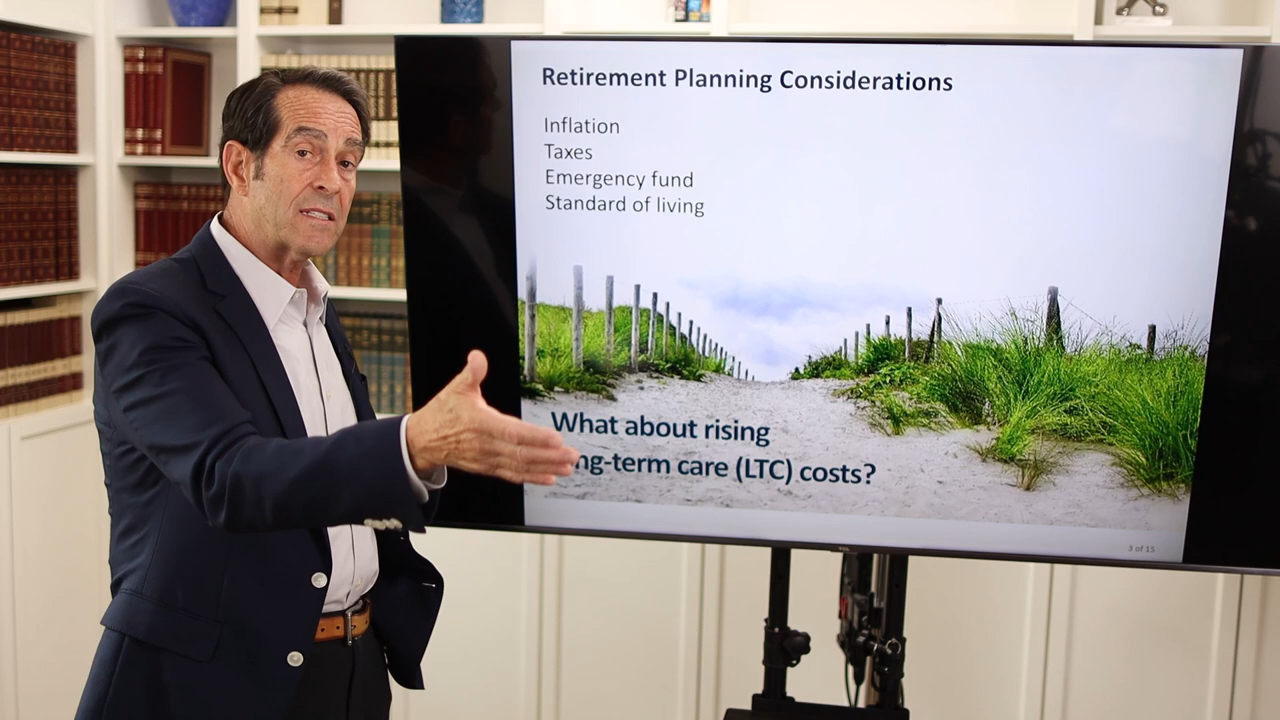 Retirement Planning Considerations
Inflation
Taxes
Emergency fund
Standard of living
What about rising
ng-term care (LTC) costs?
3 of 15
TCL